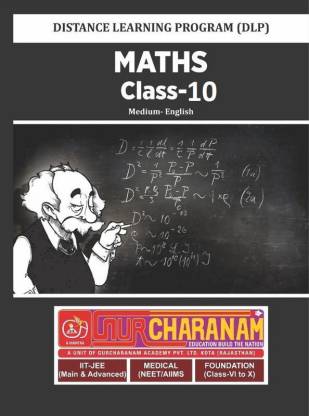 DISTANCE LEARNING PROGRAM (DLP)
MATHS
Class-10
Medium- English
GURCHARANAM
EDUCATION BUILD THE NATION
A UNIT OF GURCHARANAM ACADEMY PVT. LTD. KOTA (RAJASTHAN)
IIT-JEE
(Main & Advanced)
MEDICAL
(NEET/AIIMS
FOUNDATION
(Class-VI to X)